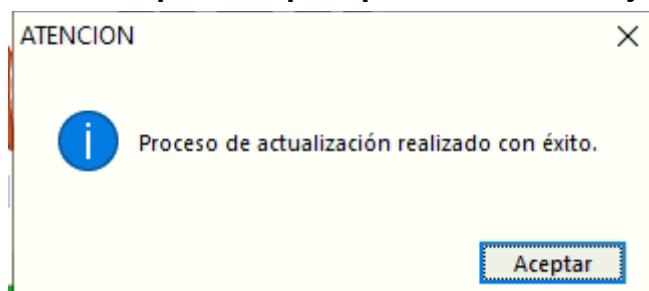 ATENCION
Proceso de actualización realizado con éxito.
Aceptar